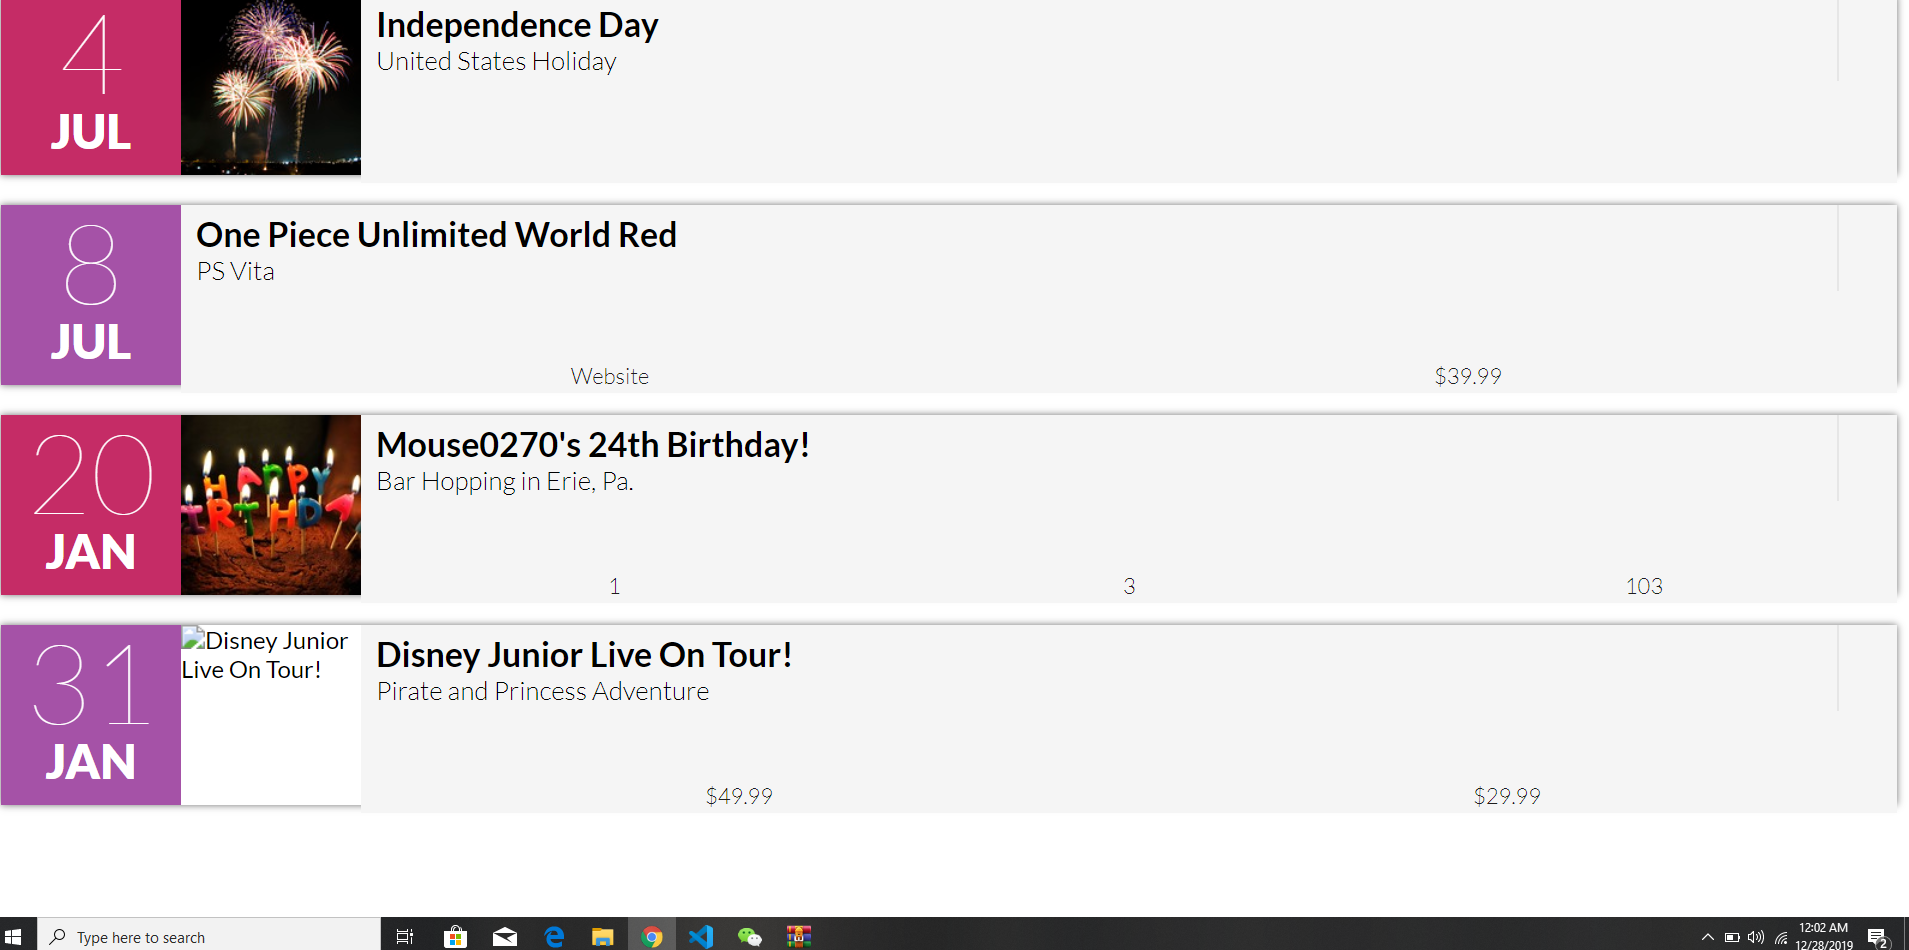 4
JUL
Independence Day
United States Holiday
8
JUL
One Piece Unlimited World Red
PS Vita
Website
$39.99
20
JAN
Mouse0270's 24th Birthday!
Bar Hopping in Erie, Pa.
HAPPY
IRTHDA
1
3
103
31
JAN
Disney Junior
Live On Tour!
Disney Junior Live On Tour!
Pirate and Princess Adventure
$49.99
$29.99
Type here to search
12:02 AM
12/28/2019
2